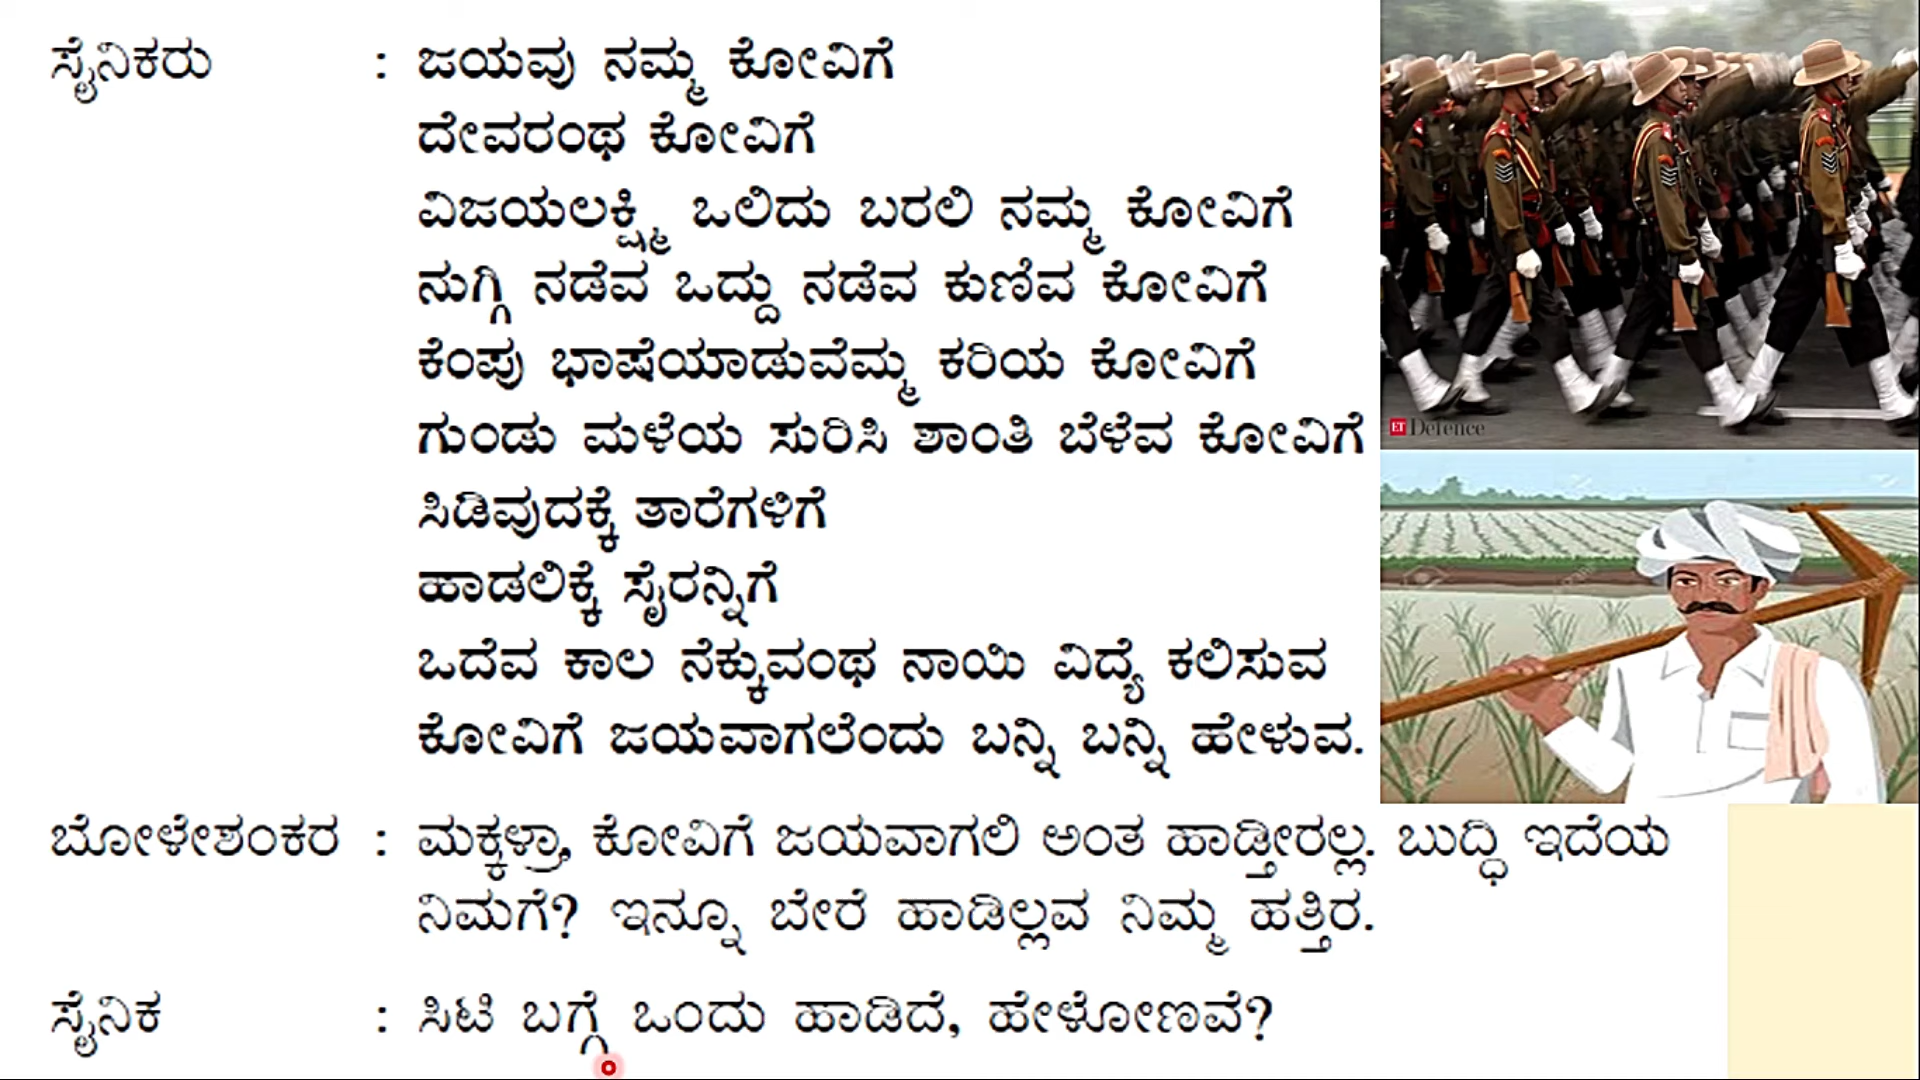 ಸೈನಿಕರು : ಜಯವು ನಮ್ಮ ಕೋವಿಗೆ
ದೇವರಂಥ ಕೋವಿಗೆ
ವಿಜಯಲಕ್ಷ್ಮಿ ಒಲಿದು ಬರಲಿ ನಮ್ಮ ಕೋವಿಗೆ
ನುಗ್ಗಿ ನಡೆವ ಒದ್ದು ನಡೆವ ಕುಣಿವ ಕೋವಿಗೆ
ಕೆಂಪು ಭಾಷೆಯಾಡುವೆಮ್ಮ ಕರಿಯ ಕೋವಿಗೆ
ಗುಂಡು ಮಳೆಯ ಸುರಿಸಿ ಶಾಂತಿ ಬೆಳೆವ ಕೋವಿಗೆ
ಸಿಡಿವುದಕ್ಕೆ ತಾರೆಗಳಿಗೆ
ಹಾಡಲಿಕ್ಕೆ ಸೈರನ್ನಿಗೆ
ಒದೆವ ಕಾಲ ನೆಕ್ಕುವಂಥ ನಾಯಿ ವಿದ್ಯೆ ಕಲಿಸುವ
ಕೋವಿಗೆ ಜಯವಾಗಲೆಂದು ಬನ್ನಿ ಬನ್ನಿ ಹೇಳುವ.
ಬೋಳೇಶಂಕರ : ಮಕ್ಕಳ್ರಾ, ಕೋವಿಗೆ ಜಯವಾಗಲಿ ಅಂತ ಹಾಡ್ತೀರಲ್ಲ. ಬುದ್ಧಿ ಇದೆಯ
ನಿಮಗೆ? ಇನ್ನೂ ಬೇರೆ ಹಾಡಿಲ್ಲವ ನಿಮ್ಮ ಹತ್ತಿರ.
ಸೈನಿಕ : ಸಿಟಿ ಬಗ್ಗೆ ಒಂದು ಹಾಡಿದೆ, ಹೇಳೋಣವೆ?
ET Defence